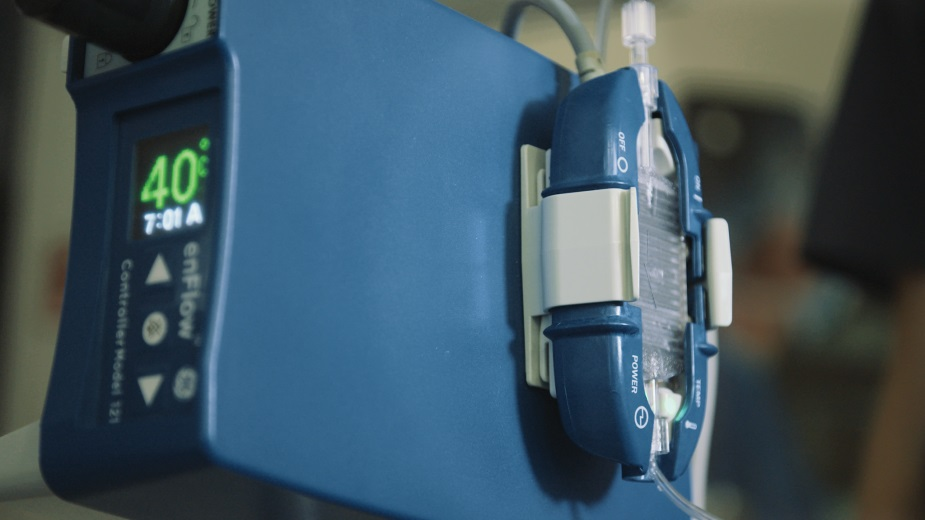 40°C
7:01 A
enFlow
Controller Model 121
OFF
POWER
TEMP